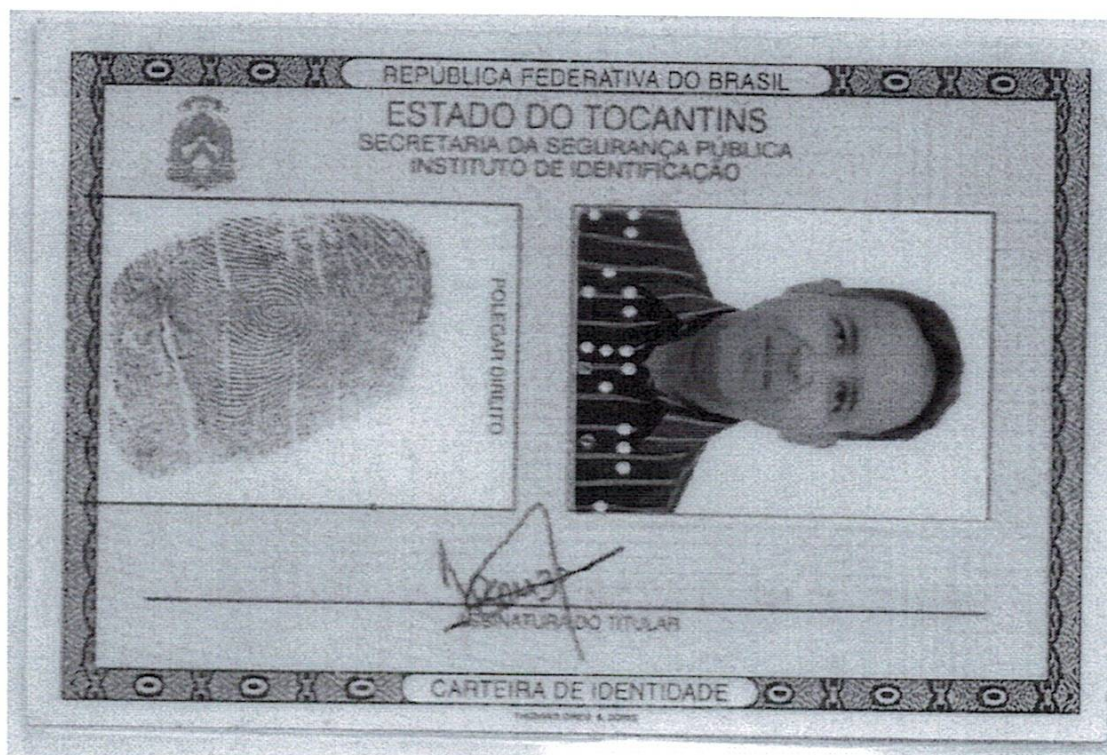 REPÚBLICA FEDERATIVA DO BRASIL
ESTADO DO TOCANTINS
SECRETARIA DA SEGURANÇA PÚBLICA
INSTITUTO DE IDENTIFICAÇÃO
POLEGAR DIREITO
ASSINATURA DO TITULAR
CARTEIRA DE IDENTIDADE